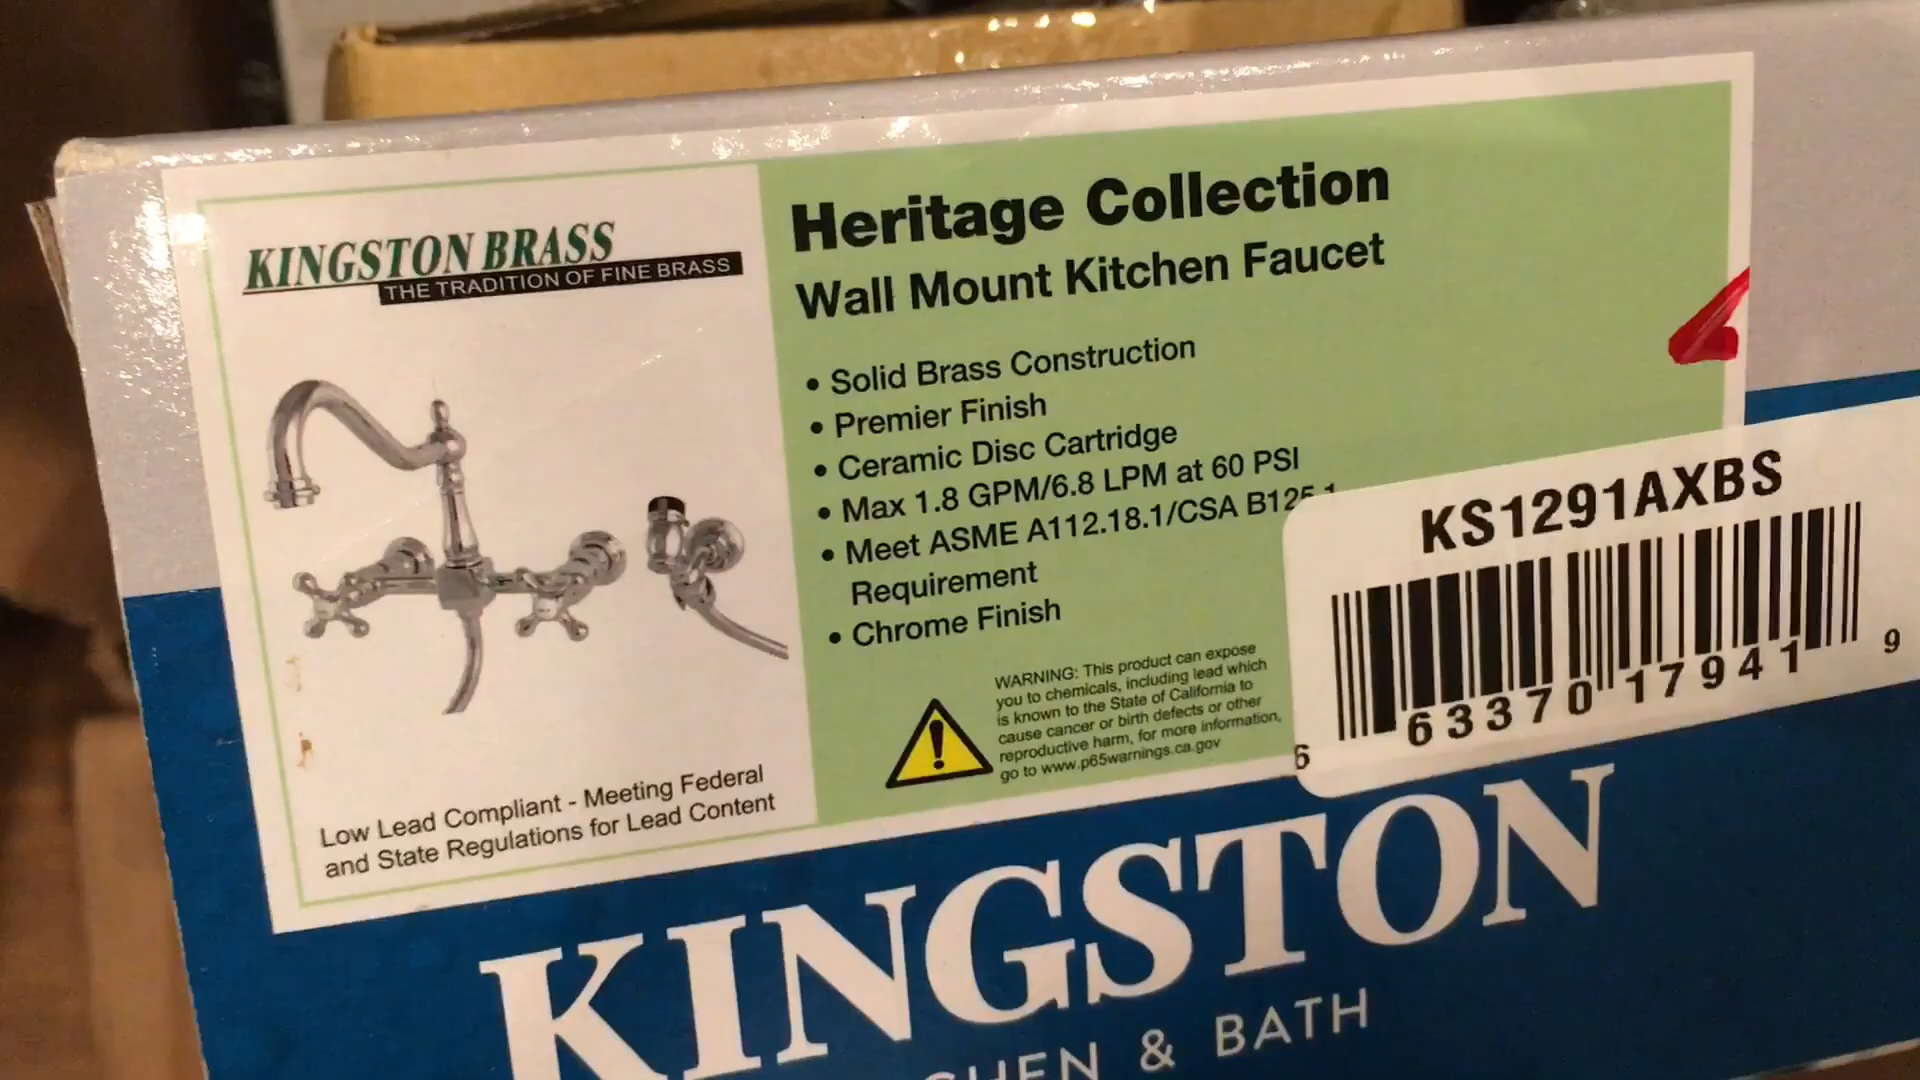 KINGSTON BRASS
THE TRADITION OF FINE BRASS
Low Lead Compliant - Meeting Federal
and State Regulations for Lead Content
Heritage Collection
Wall Mount Kitchen Faucet
• Solid Brass Construction
• Premier Finish
• Ceramic Disc Cartridge
• Max 1.8 GPM/6.8 LPM at 60 PSI
• Meet ASME A112.18.1/CSA B125.1
Requirement
• Chrome Finish
WARNING: This product can expose
you to chemicals, including lead which
is known to the State of California to
cause cancer or birth defects or other
reproductive harm, for more information,
go to www.p65warnings.ca.gov
KS1291AXBS
6 63370 17941 9
KINGSTON
& BATH